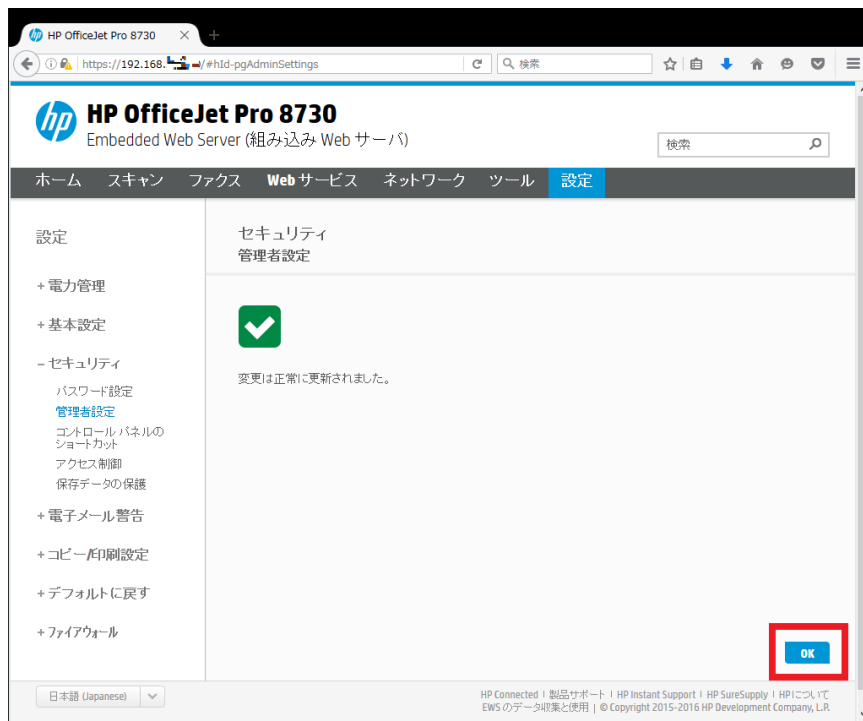 HP OfficeJet Pro 8730
https://192.168. /#hId-pgAdminSettings
検索
hp
HP OfficeJet Pro 8730
Embedded Web Server (組み込み Web サーバ)
検索
ホーム スキャン ファクス Webサービス ネットワーク ツール 設定
設定
セキュリティ
管理者設定
+ 電力管理
+ 基本設定
- セキュリティ
パスワード設定
管理者設定
コントロール パネルの
ショートカット
アクセス制御
保存データの保護
変更は正常に更新されました。
+ 電子メール警告
+ コピー/印刷設定
+ デフォルトに戻す
+ ファイアウォール
OK
日本語 (Japanese)
HP Connected | 製品サポート | HP Instant Support | HP SureSupply | HPについて
EWS のデータ収集と使用 | © Copyright 2015-2016 HP Development Company, L.P.